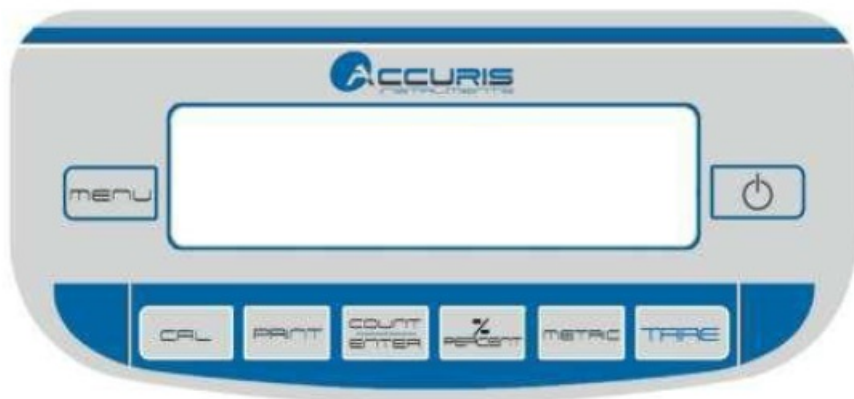 ACCURIS
INSTRUMENTS
MENU
CAL
PRINT
COUNT
ENTER
%
PERCENT
METRIC
TARE